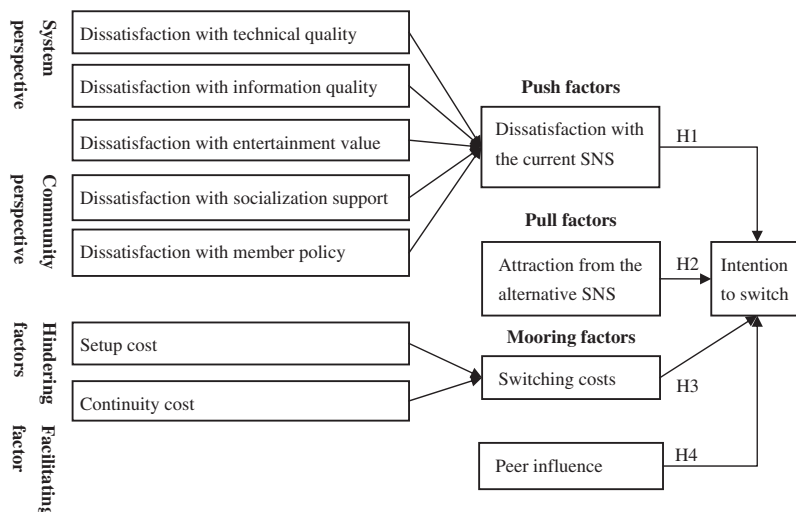 System
perspective
Dissatisfaction with technical quality
Dissatisfaction with information quality
Dissatisfaction with entertainment value
Community
perspective
Dissatisfaction with socialization support
Dissatisfaction with member policy
Push factors
Dissatisfaction with
the current SNS
H1
Pull factors
Attraction from the
alternative SNS
H2
Intention
to switch
Hindering
factors
Setup cost
Continuity cost
Mooring factors
Switching costs
H3
Facilitating
factor
Peer influence
H4